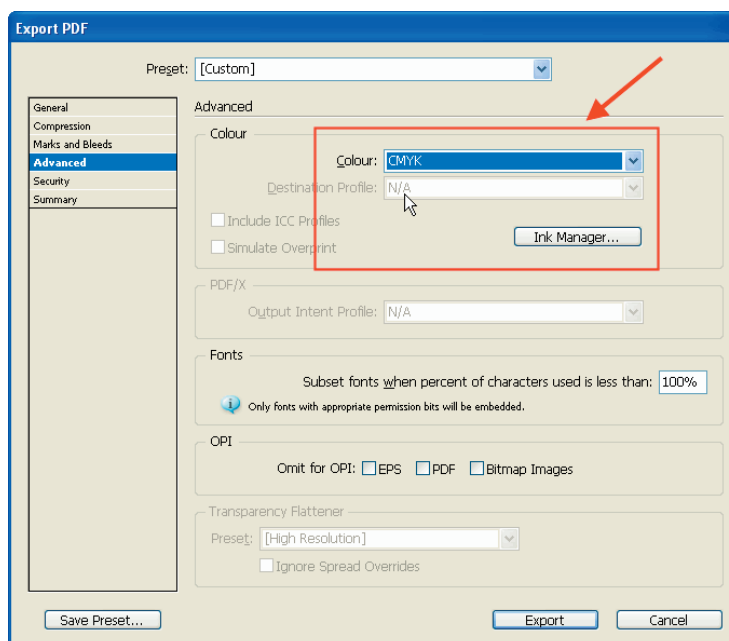 Export PDF
Preset: [Custom]
General
Compression
Marks and Bleeds
Advanced
Security
Summary
Advanced
Colour
Colour: CMYK
Destination Profile: N/A
Include ICC Profiles
Ink Manager...
Simulate Overprint
PDF/X
Output Intent Profile: N/A
Fonts
Subset fonts when percent of characters used is less than: 100%
Only fonts with appropriate permission bits will be embedded.
OPI
Omit for OPI: EPS PDF Bitmap Images
Transparency Flattener
Preset: [High Resolution]
Ignore Spread Overrides
Save Preset... Export Cancel